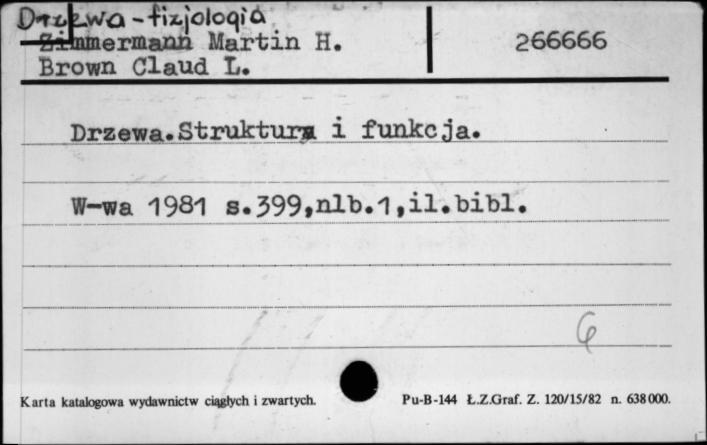 Drzewa-fizjologia
Zimmermann Martin H.
266666
Brown Claud L.
Drzewa.Struktura i funkcja.
W-wa 1981 s.399,nlb.1,il.bibl.
6
Karta katalogowa wydawnictw ciągłych i zwartych.
Pu-B-144 Ł.Z.Graf. Z. 120/15/82 n. 638000.